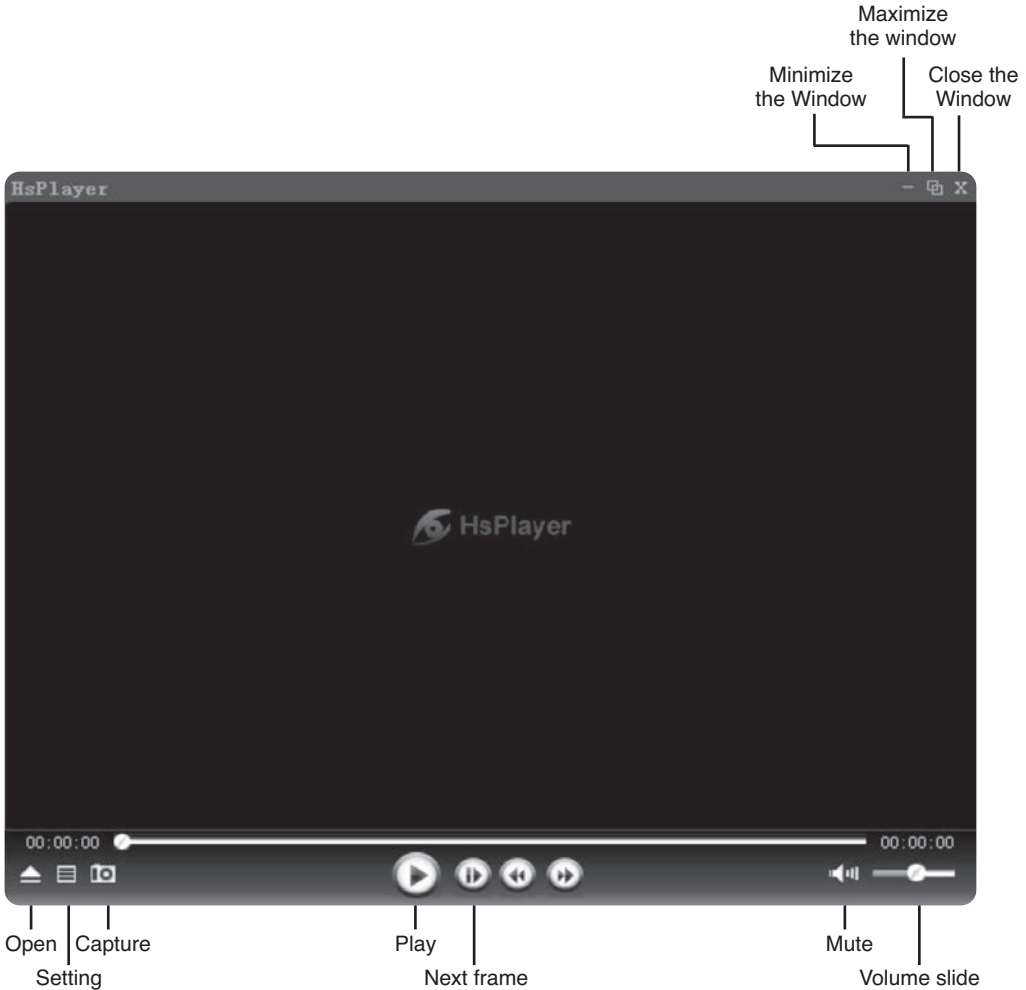 Maximize
the window
Minimize
the Window
Close the
Window
HsPlayer
HsPlayer
00:00:00
00:00:00
Open
Capture
Play
Mute
Setting
Next frame
Volume slide